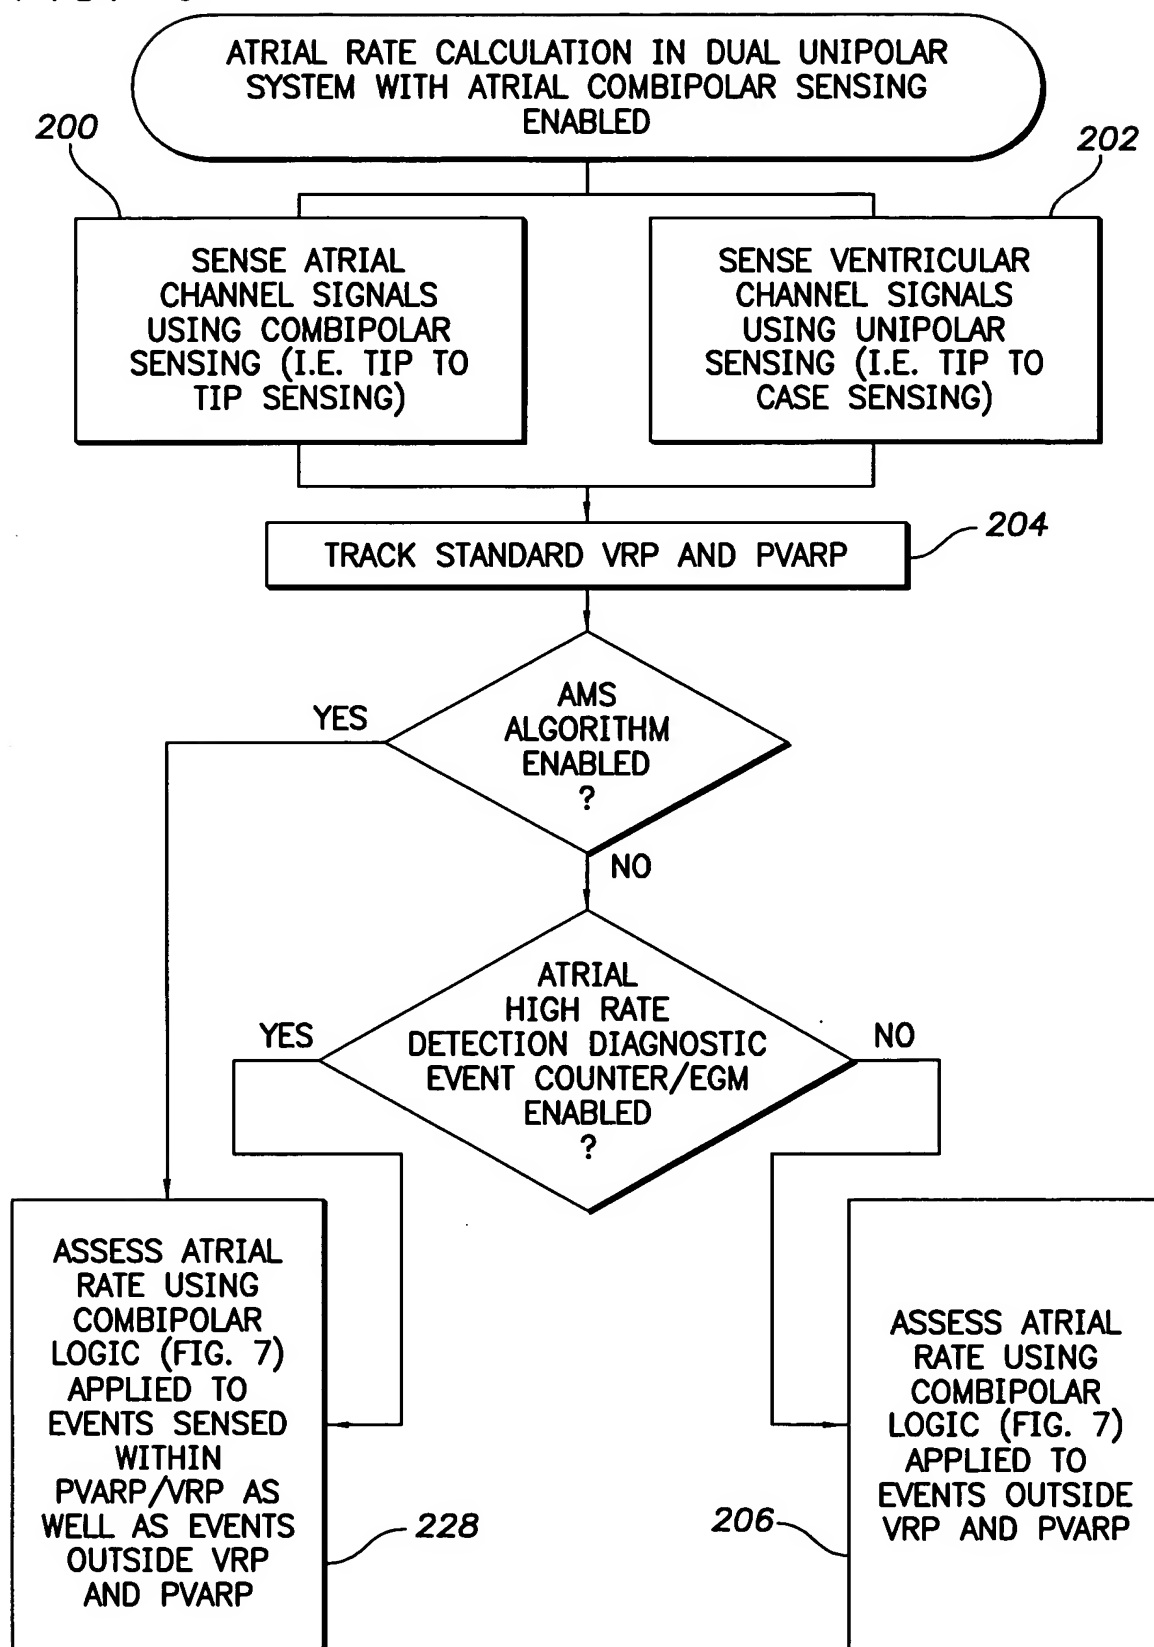 ATRIAL RATE CALCULATION IN DUAL UNIPOLAR
SYSTEM WITH ATRIAL COMBIPOLAR SENSING
ENABLED
200
202
SENSE ATRIAL
CHANNEL SIGNALS
USING COMBIPOLAR
SENSING (I.E. TIP TO
TIP SENSING)
SENSE VENTRICULAR
CHANNEL SIGNALS
USING UNIPOLAR
SENSING (I.E. TIP TO
CASE SENSING)
TRACK STANDARD VRP AND PVARP
204
AMS
ALGORITHM
ENABLED
?
YES
NO
ATRIAL
HIGH RATE
DETECTION DIAGNOSTIC
EVENT COUNTER/EGM
ENABLED
?
YES
NO
ASSESS ATRIAL
RATE USING
COMBIPOLAR
LOGIC (FIG. 7)
APPLIED TO
EVENTS SENSED
WITHIN
PVARP/VRP AS
WELL AS EVENTS
OUTSIDE VRP
AND PVARP
228
ASSESS ATRIAL
RATE USING
COMBIPOLAR
LOGIC (FIG. 7)
APPLIED TO
EVENTS OUTSIDE
VRP AND PVARP
206